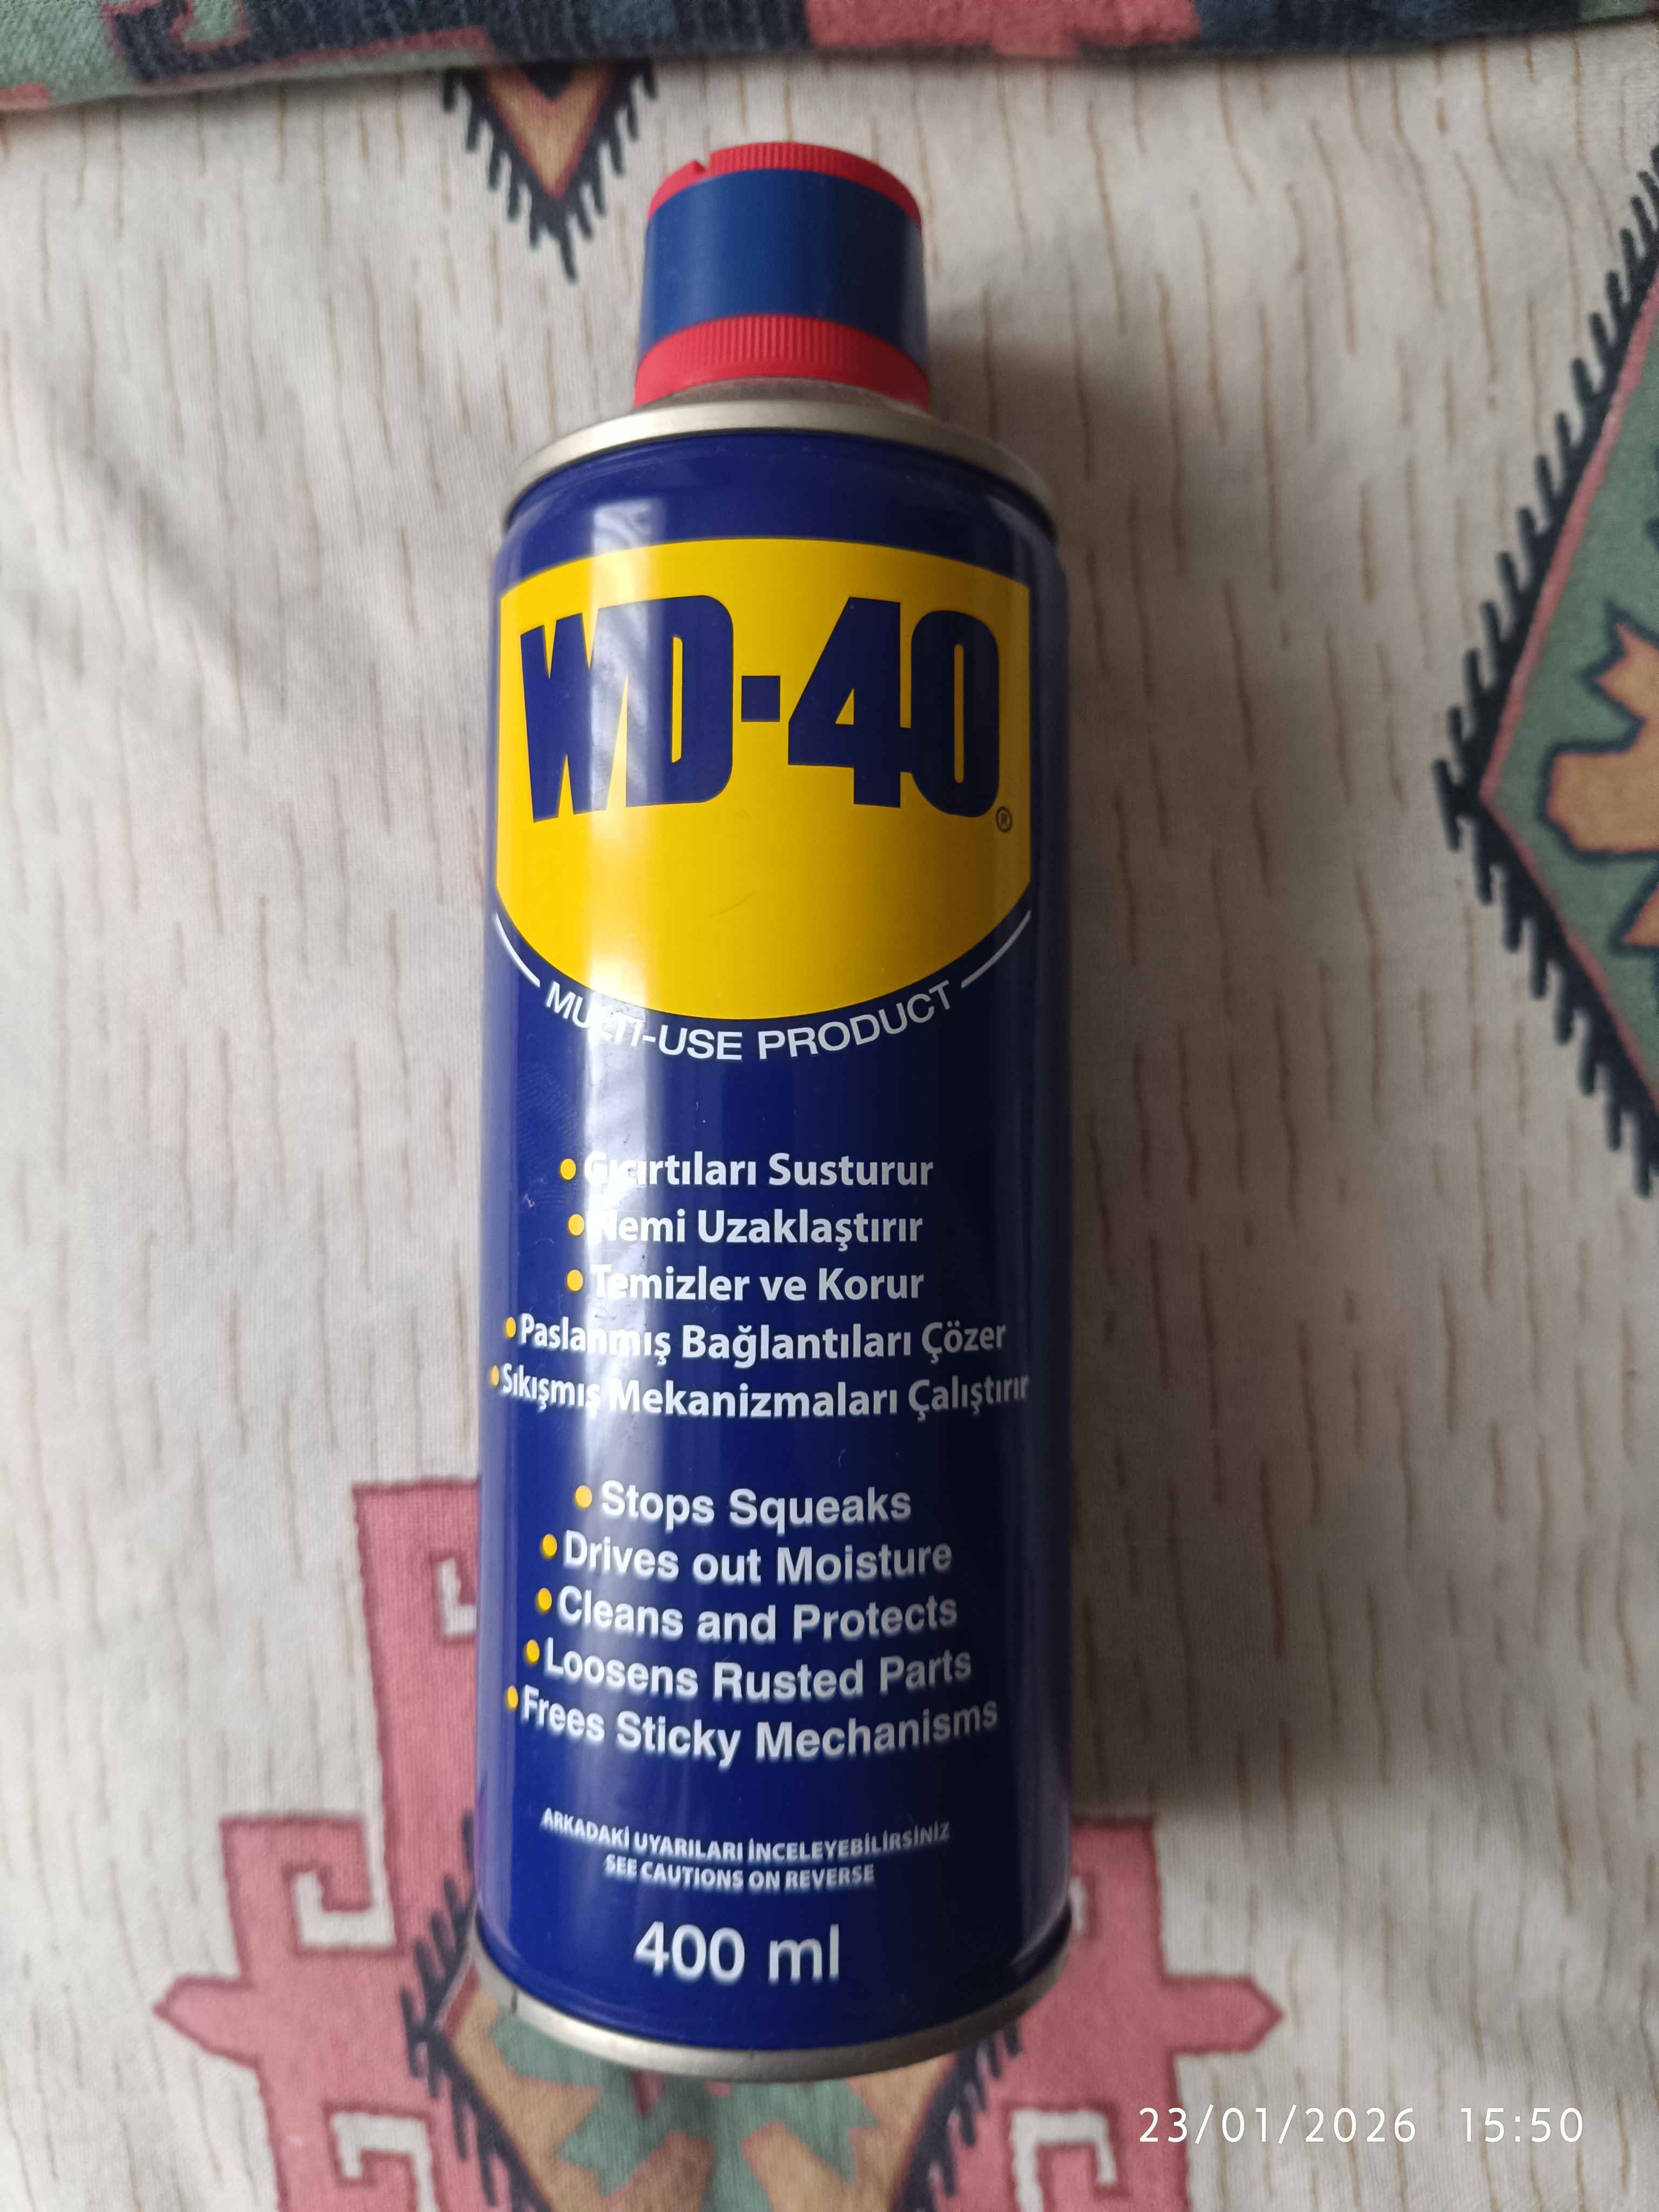 WD-40
®
MULTI-USE PRODUCT
• Gıcırtıları Susturur
• Nemi Uzaklaştırır
• Temizler ve Korur
• Paslanmış Bağlantıları Çözer
• Sıkışmış Mekanizmaları Çalıştırır
• Stops Squeaks
• Drives out Moisture
• Cleans and Protects
• Loosens Rusted Parts
• Frees Sticky Mechanisms
ARKADAKİ UYARILARI İNCELEYEBİLİRSİNİZ
SEE CAUTIONS ON REVERSE
400 ml
23/01/2026 15:50